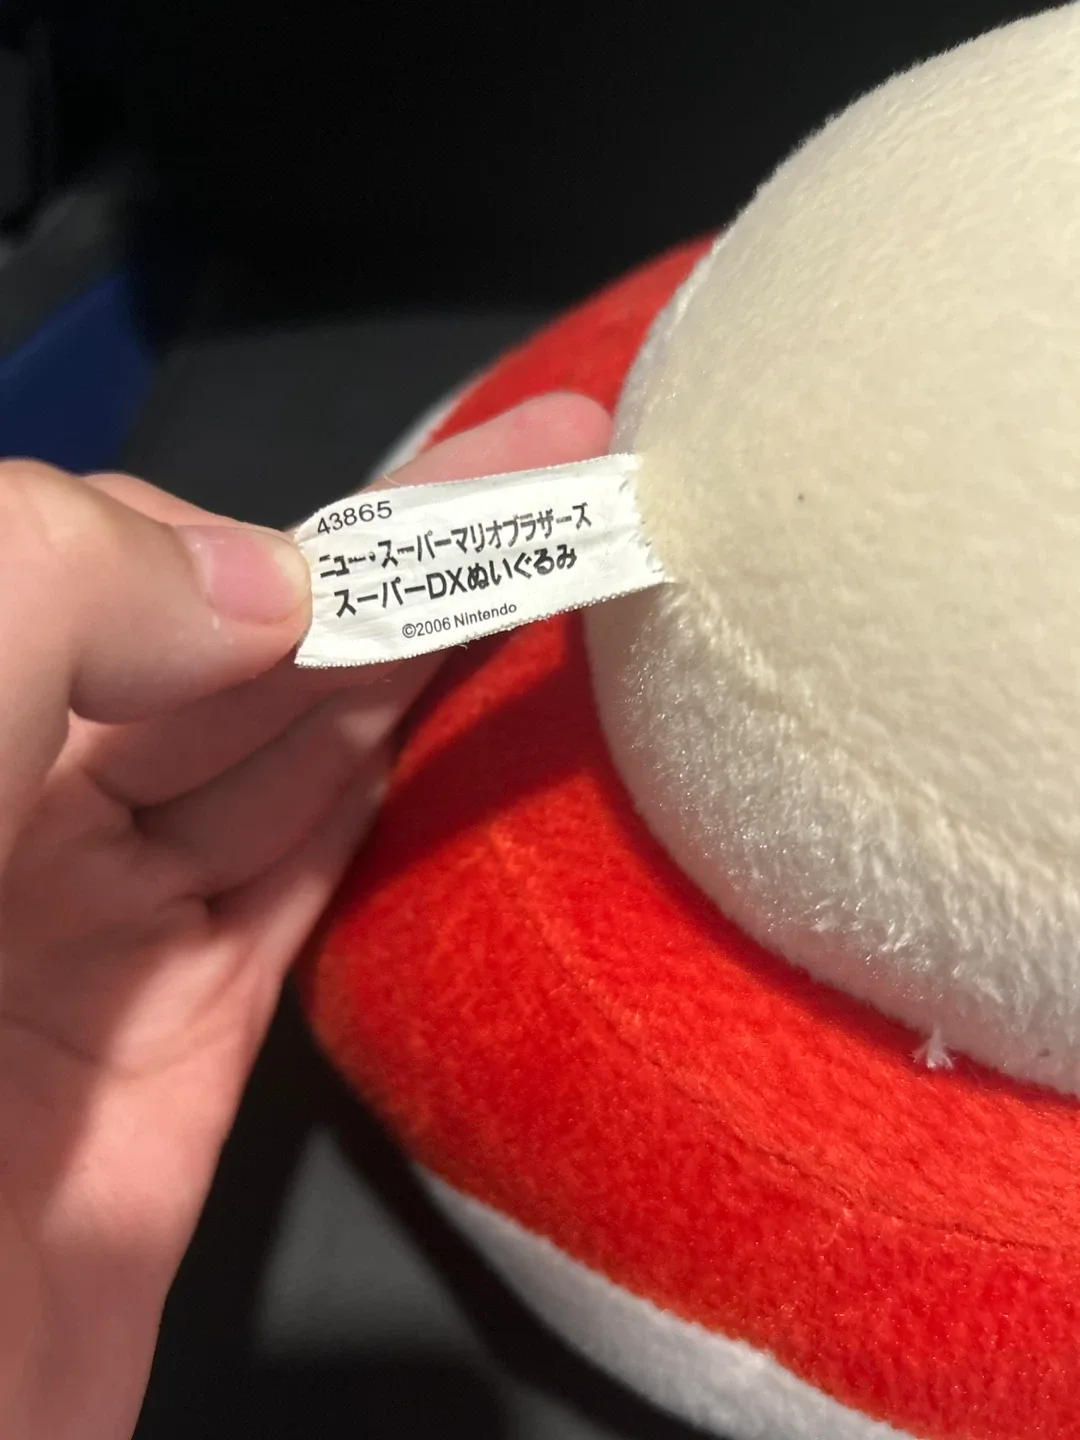 43865
ニュー・スーパーマリオブラザーズ
スーパーDXぬいぐるみ
©2006 Nintendo